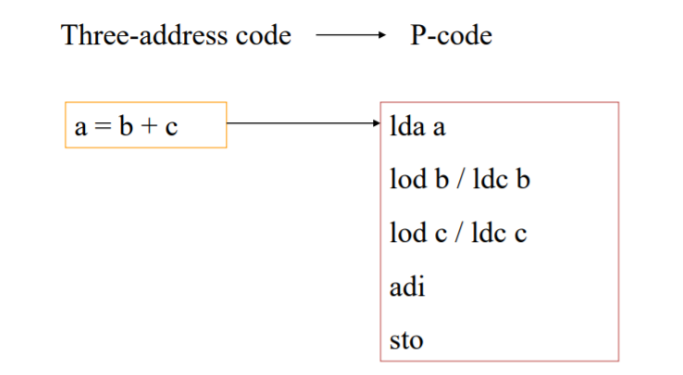 Three-address code P-code
a = b + c
lda a
lod b / ldc b
lod c / ldc c
adi
sto